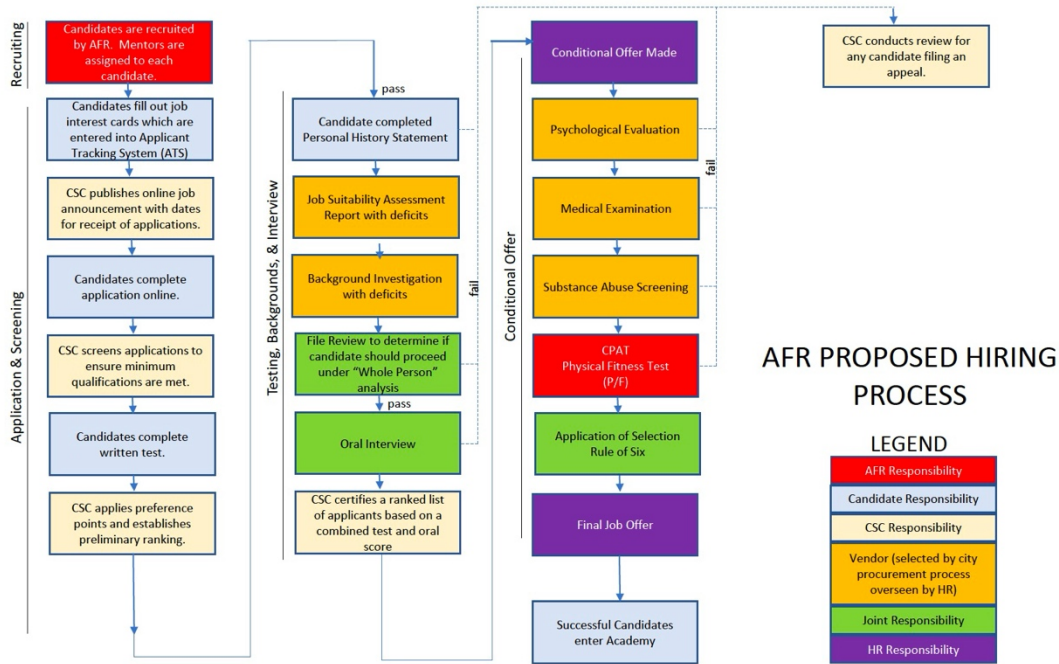 Recruiting
Candidates are recruited
by AFR.  Mentors are
assigned to each
candidate.
Application & Screening
Candidates fill out job
interest cards which are
entered into Applicant
Tracking System (ATS)
CSC publishes online job
announcement with dates
for receipt of applications.
Candidates complete
application online.
CSC screens applications to
ensure minimum
qualifications are met.
Candidates complete
written test.
CSC applies preference
points and establishes
preliminary ranking.
Testing, Backgrounds, & Interview
pass
Candidate completed
Personal History Statement
Job Suitability Assessment
Report with deficits
Background Investigation
with deficits
fail
File Review to determine if
candidate should proceed
under “Whole Person”
analysis
pass
Oral Interview
CSC certifies a ranked list
of applicants based on a
combined test and oral
score
Conditional Offer
Conditional Offer Made
Psychological Evaluation
fail
Medical Examination
Substance Abuse Screening
CPAT
Physical Fitness Test
(P/F)
Application of Selection
Rule of Six
Final Job Offer
Successful Candidates
enter Academy
CSC conducts review for
any candidate filing an
appeal.
AFR PROPOSED HIRING
PROCESS
LEGEND
AFR Responsibility
Candidate Responsibility
CSC Responsibility
Vendor (selected by city
procurement process
overseen by HR)
Joint Responsibility
HR Responsibility